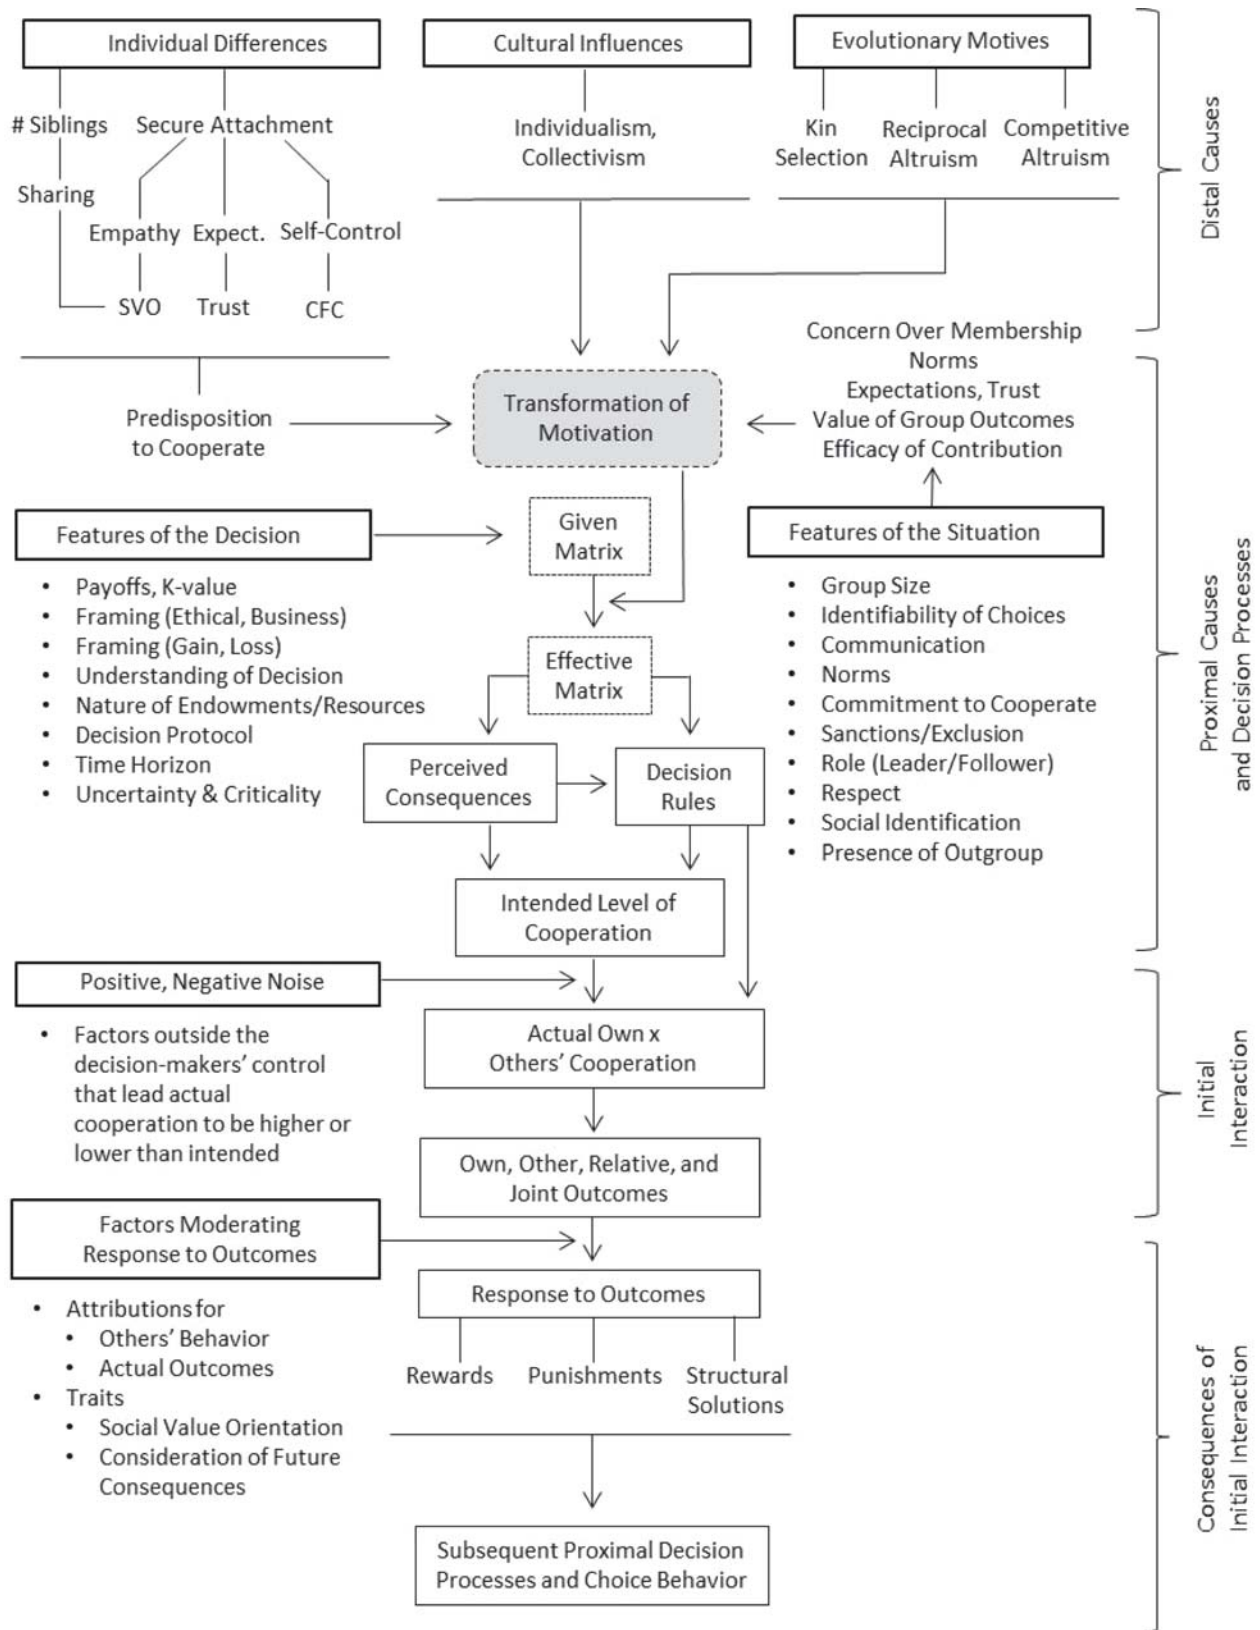 Individual Differences
# Siblings
Secure Attachment
Sharing
Empathy
Expect.
Self-Control
SVO
Trust
CFC
Cultural Influences
Individualism,
Collectivism
Evolutionary Motives
Kin
Selection
Reciprocal
Altruism
Competitive
Altruism
Distal Causes
Predisposition
to Cooperate
Transformation of
Motivation
Concern Over Membership
Norms
Expectations, Trust
Value of Group Outcomes
Efficacy of Contribution
Features of the Decision
• Payoffs, K-value
• Framing (Ethical, Business)
• Framing (Gain, Loss)
• Understanding of Decision
• Nature of Endowments/Resources
• Decision Protocol
• Time Horizon
• Uncertainty & Criticality
Given
Matrix
Effective
Matrix
Perceived
Consequences
Decision
Rules
Intended Level of
Cooperation
Features of the Situation
• Group Size
• Identifiability of Choices
• Communication
• Norms
• Commitment to Cooperate
• Sanctions/Exclusion
• Role (Leader/Follower)
• Respect
• Social Identification
• Presence of Outgroup
Proximal Causes
and Decision Processes
Positive, Negative Noise
• Factors outside the
decision-makers’ control
that lead actual
cooperation to be higher or
lower than intended
Actual Own x
Others’ Cooperation
Own, Other, Relative, and
Joint Outcomes
Initial
Interaction
Factors Moderating
Response to Outcomes
• Attributions for
• Others’ Behavior
• Actual Outcomes
• Traits
• Social Value Orientation
• Consideration of Future
Consequences
Response to Outcomes
Rewards
Punishments
Structural
Solutions
Subsequent Proximal Decision
Processes and Choice Behavior
Consequences of
Initial Interaction